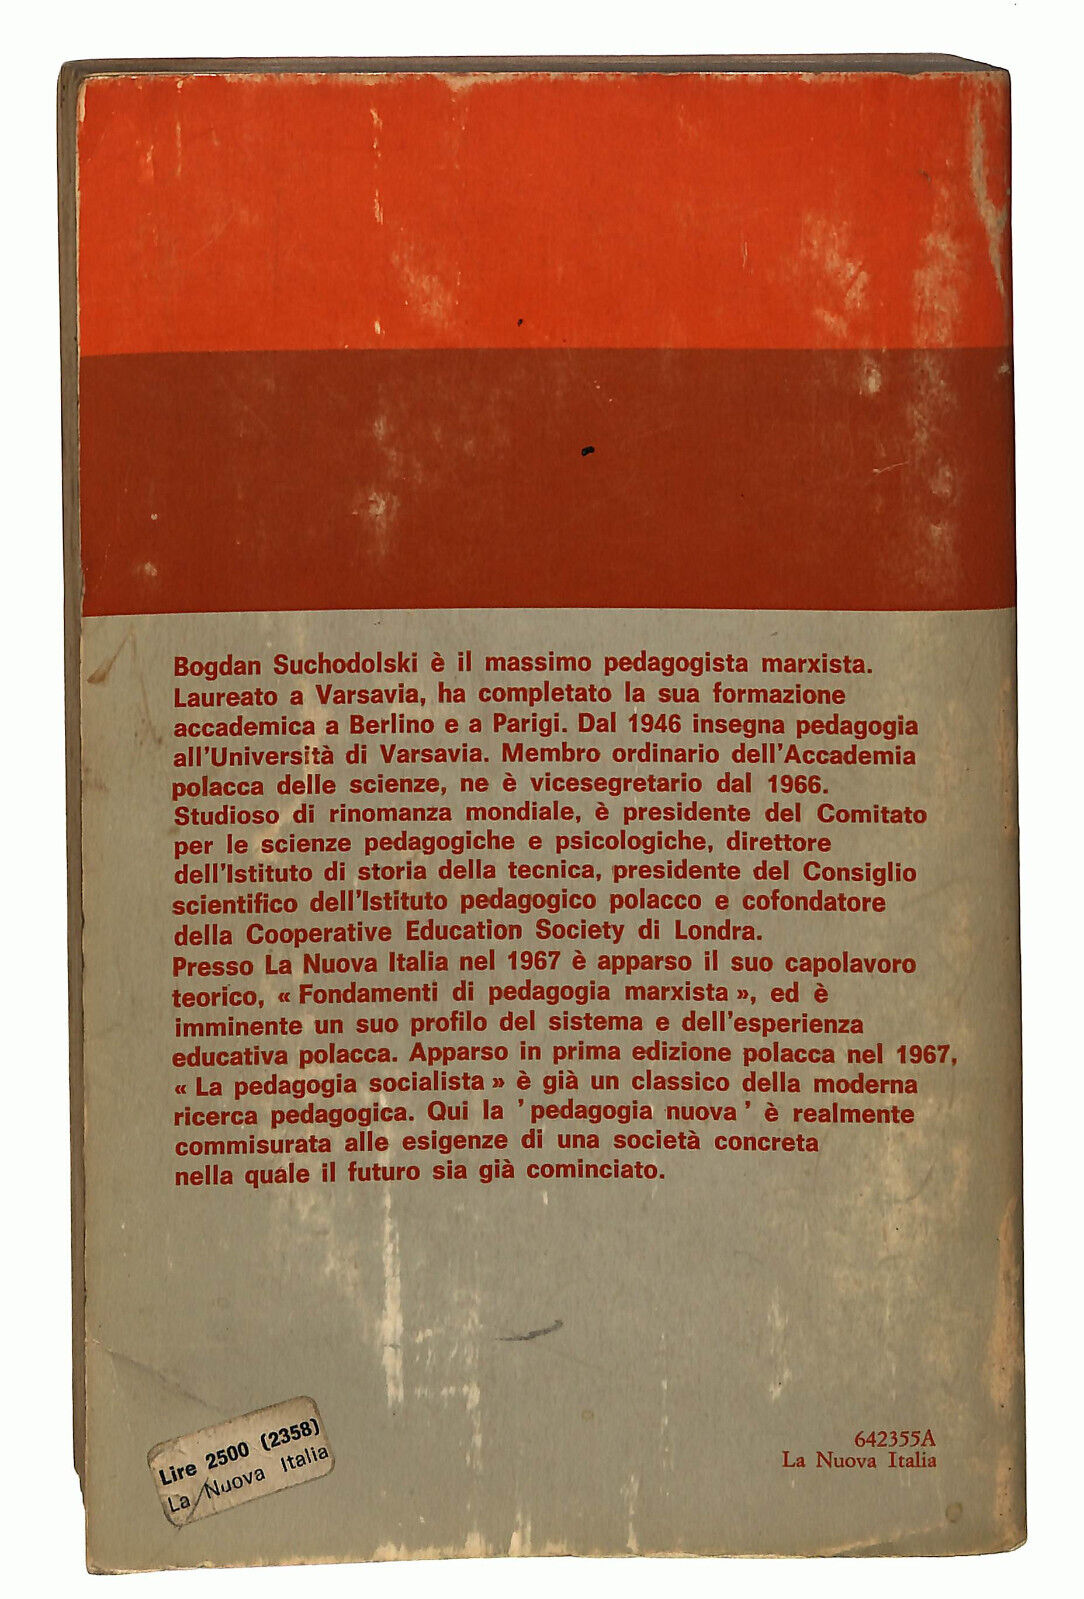 Bogdan Suchodolski è il massimo pedagogista marxista.
Laureato a Varsavia, ha completato la sua formazione
accademica a Berlino e a Parigi. Dal 1946 insegna pedagogia
all'Università di Varsavia. Membro ordinario dell'Accademia
polacca delle scienze, ne è vicesegretario dal 1966.
Studioso di rinomanza mondiale, è presidente del Comitato
per le scienze pedagogiche e psicologiche, direttore
dell'Istituto di storia della tecnica, presidente del Consiglio
scientifico dell'Istituto pedagogico polacco e cofondatore
della Cooperative Education Society di Londra.
Presso La Nuova Italia nel 1967 è apparso il suo capolavoro
teorico, « Fondamenti di pedagogia marxista », ed è
imminente un suo profilo del sistema e dell'esperienza
educativa polacca. Apparso in prima edizione polacca nel 1967,
« La pedagogia socialista » è già un classico della moderna
ricerca pedagogica. Qui la 'pedagogia nuova' è realmente
commisurata alle esigenze di una società concreta
nella quale il futuro sia già cominciato.
Lire 2500 (2358)
La Nuova Italia
642355A
La Nuova Italia